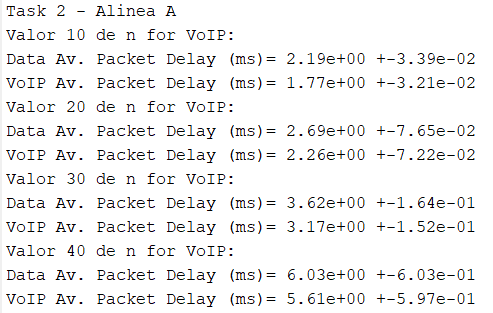 Task 2 - Alinea A
Valor 10 de n for VoIP:
Data Av. Packet Delay (ms)= 2.19e+00 +-3.39e-02
VoIP Av. Packet Delay (ms)= 1.77e+00 +-3.21e-02
Valor 20 de n for VoIP:
Data Av. Packet Delay (ms)= 2.69e+00 +-7.65e-02
VoIP Av. Packet Delay (ms)= 2.26e+00 +-7.22e-02
Valor 30 de n for VoIP:
Data Av. Packet Delay (ms)= 3.62e+00 +-1.64e-01
VoIP Av. Packet Delay (ms)= 3.17e+00 +-1.52e-01
Valor 40 de n for VoIP:
Data Av. Packet Delay (ms)= 6.03e+00 +-6.03e-01
VoIP Av. Packet Delay (ms)= 5.61e+00 +-5.97e-01